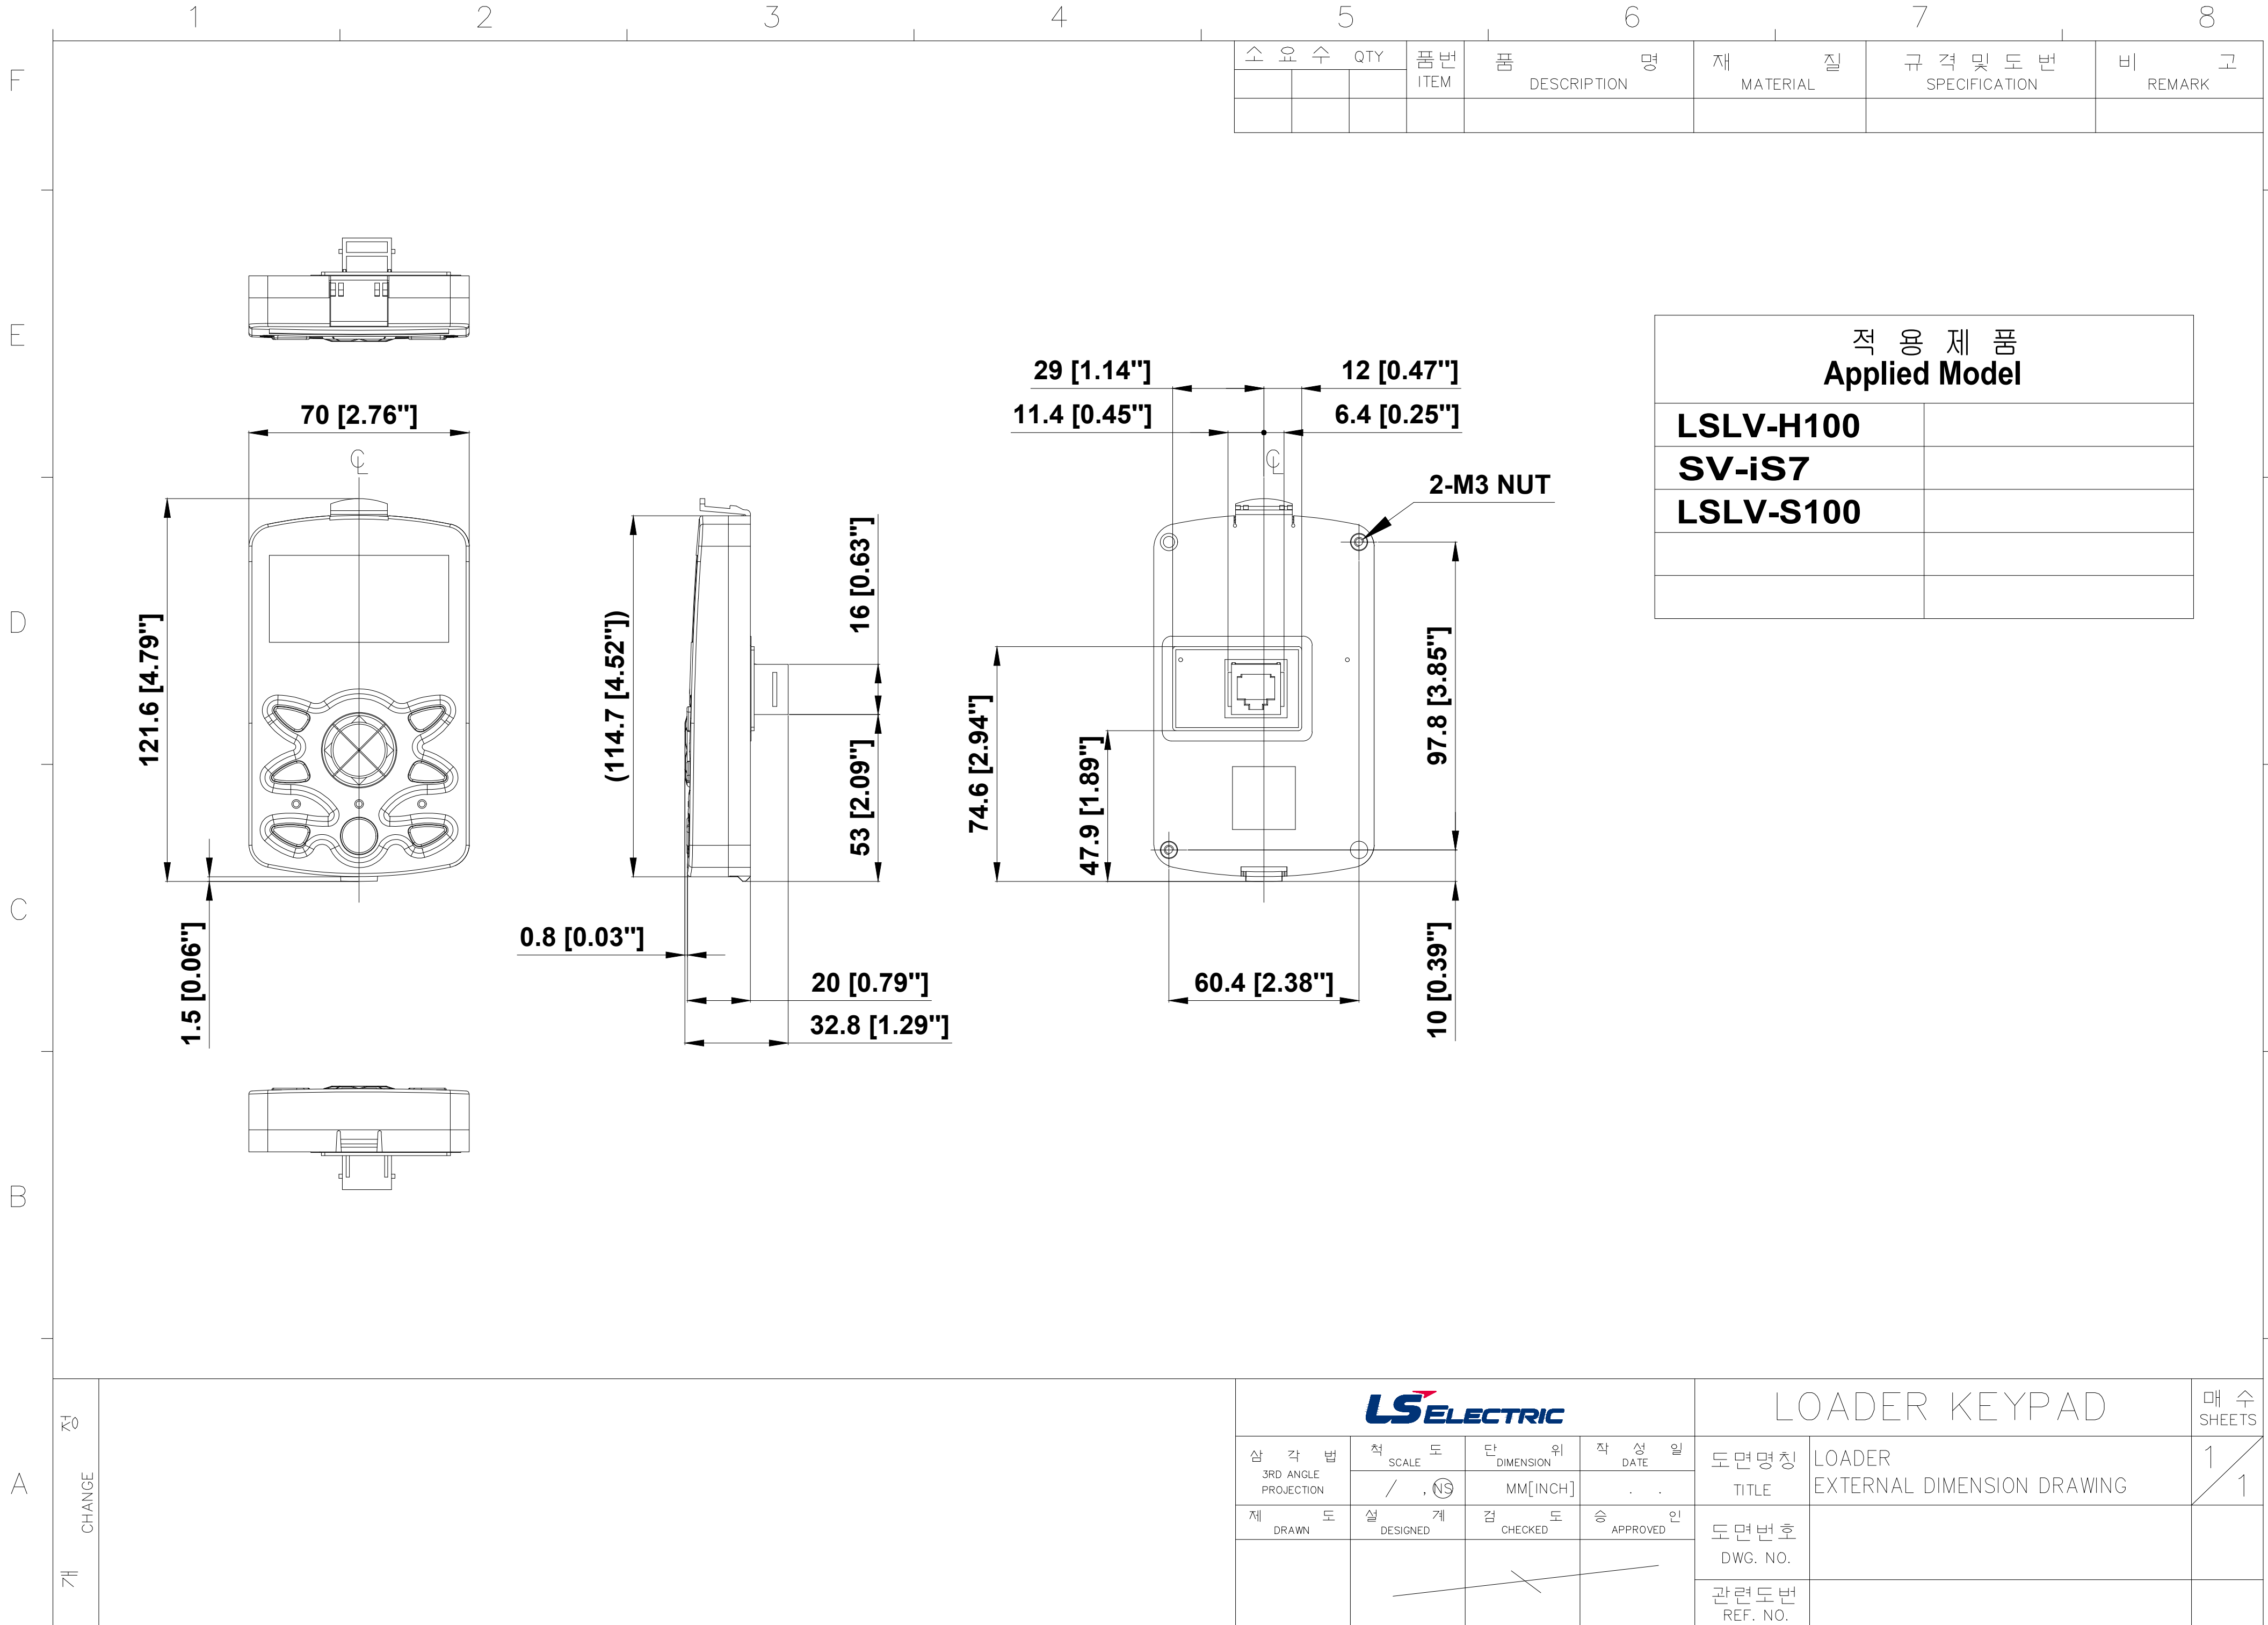 1 2 3 4 5 6 7 8
F
E
D
C
B
A
소 요 수 QTY
품번
ITEM
품 명
DESCRIPTION
재 질
MATERIAL
규 격 및 도 번
SPECIFICATION
비 고
REMARK
70 [2.76"]
℄
121.6 [4.79"]
1.5 [0.06"]
(114.7 [4.52"])
16 [0.63"]
53 [2.09"]
0.8 [0.03"]
20 [0.79"]
32.8 [1.29"]
29 [1.14"]
12 [0.47"]
11.4 [0.45"]
6.4 [0.25"]
℄
2-M3 NUT
74.6 [2.94"]
47.9 [1.89"]
97.8 [3.85"]
60.4 [2.38"]
10 [0.39"]
적 용 제 품
Applied Model
LSLV-H100
SV-iS7
LSLV-S100
개 정
CHANGE
LS ELECTRIC
삼 각 법
3RD ANGLE
PROJECTION
척 도
SCALE
/ , NS
단 위
DIMENSION
MM[INCH]
작 성 일
DATE
. .
제 도
DRAWN
설 계
DESIGNED
검 도
CHECKED
승 인
APPROVED
LOADER KEYPAD
매 수
SHEETS
도면명칭
TITLE
LOADER
EXTERNAL DIMENSION DRAWING
1/1
도면번호
DWG. NO.
관련도번
REF. NO.